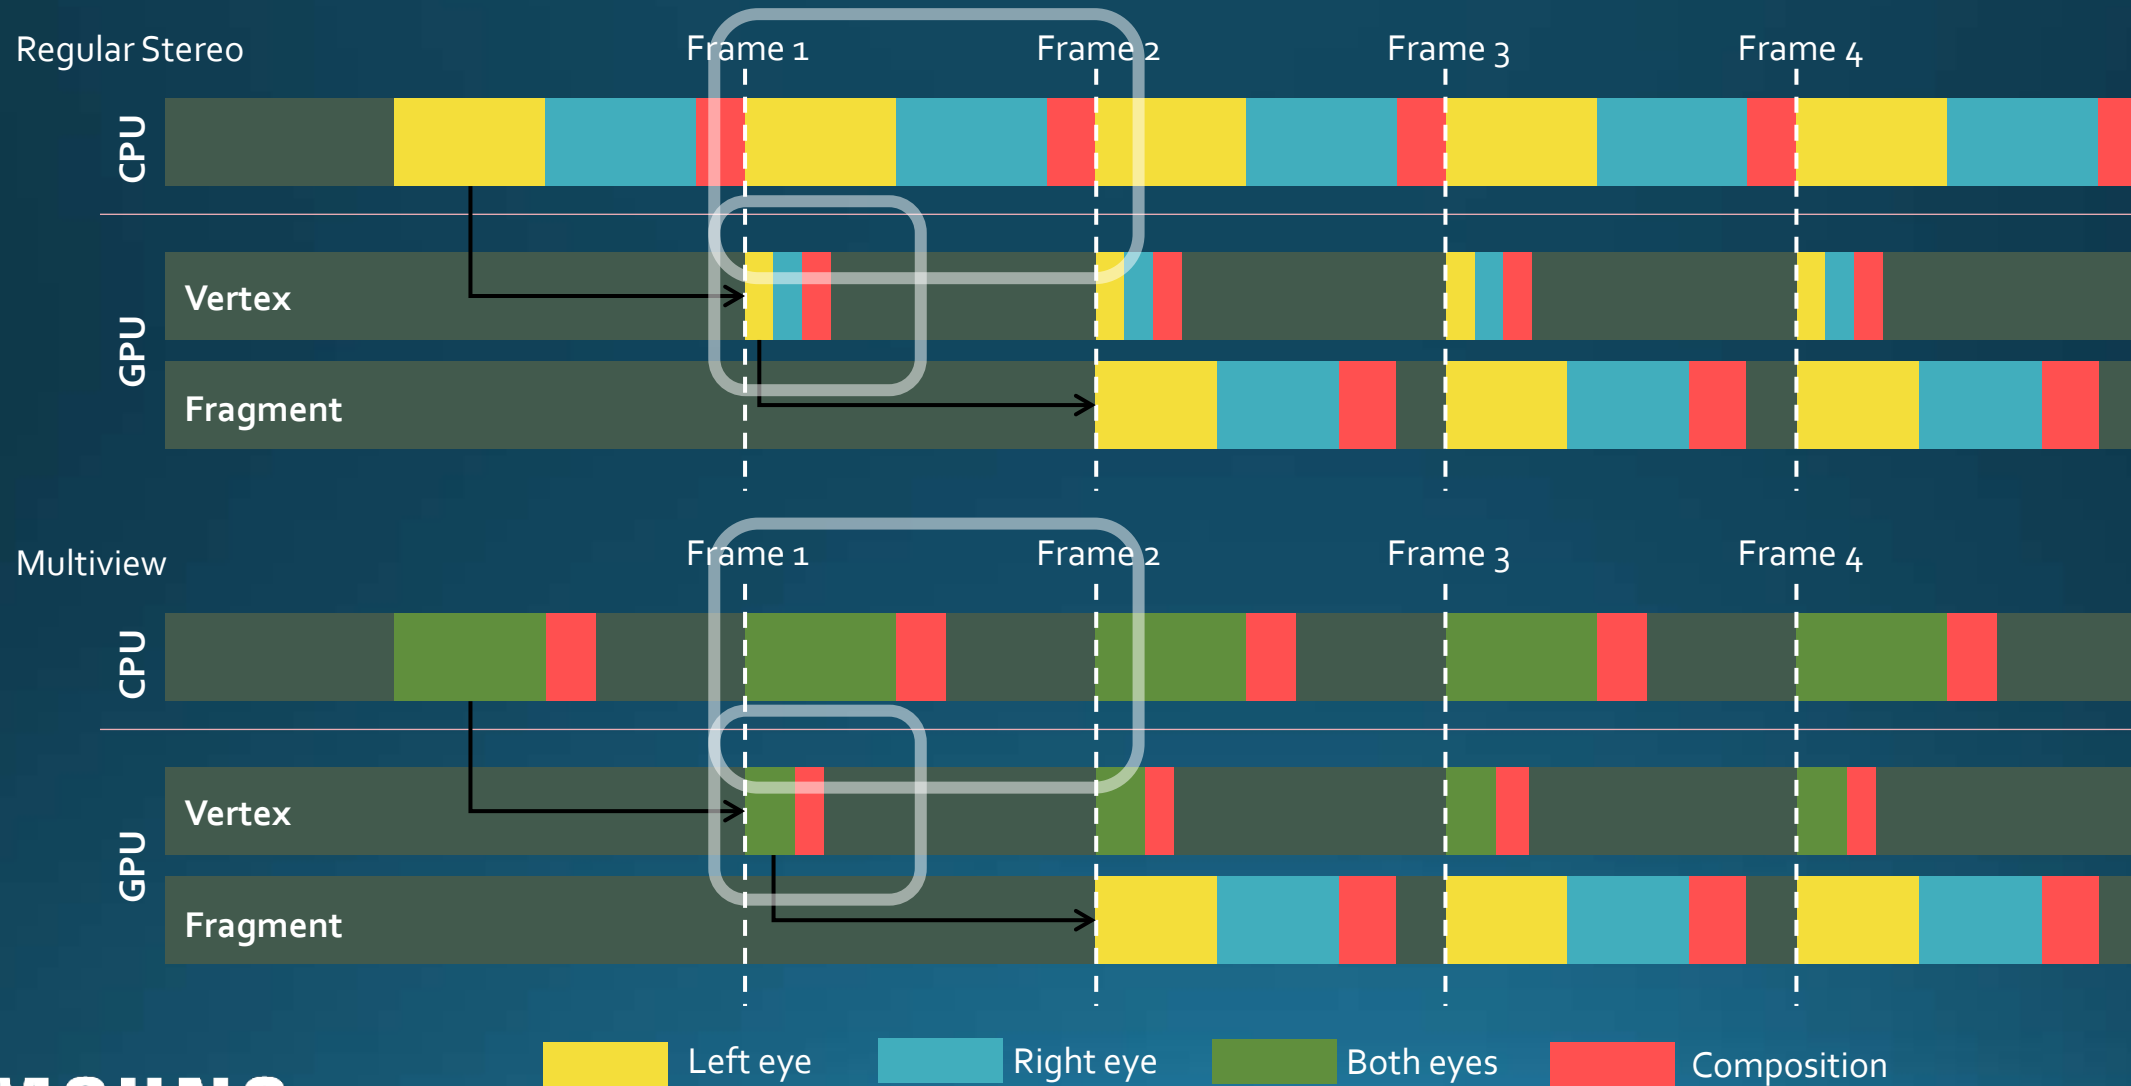 Regular Stereo
Frame 1
Frame 2
Frame 3
Frame 4
CPU
GPU
Vertex
Fragment
Multiview
Frame 1
Frame 2
Frame 3
Frame 4
CPU
GPU
Vertex
Fragment
Left eye
Right eye
Both eyes
Composition